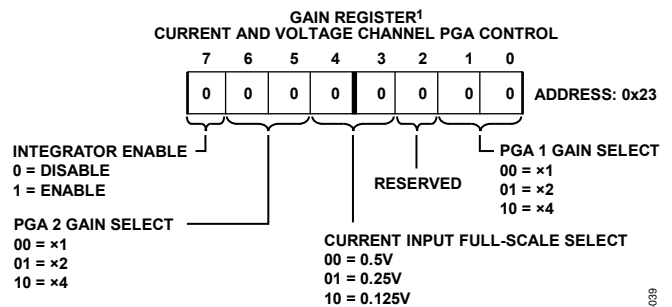 GAIN REGISTER1
CURRENT AND VOLTAGE CHANNEL PGA CONTROL
7 6 5 4 3 2 1 0
0 0 0 0 0 0 0 0 ADDRESS: 0x23
INTEGRATOR ENABLE
0 = DISABLE
1 = ENABLE
PGA 2 GAIN SELECT
00 = ×1
01 = ×2
10 = ×4
CURRENT INPUT FULL-SCALE SELECT
00 = 0.5V
01 = 0.25V
10 = 0.125V
RESERVED
PGA 1 GAIN SELECT
00 = ×1
01 = ×2
10 = ×4
039